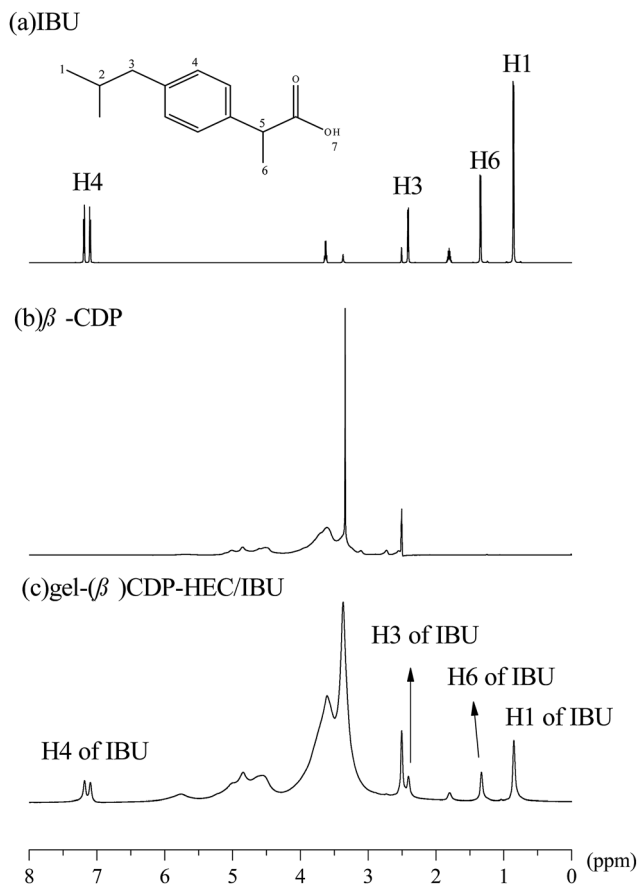 (a)IBU
1
2
3
4
5
6
O
OH
7
H4
H3
H6
H1
(b)β -CDP
(c)gel-(β )CDP-HEC/IBU
H4 of IBU
H3 of IBU
H6 of IBU
H1 of IBU
8 7 6 5 4 3 2 1 0 (ppm)